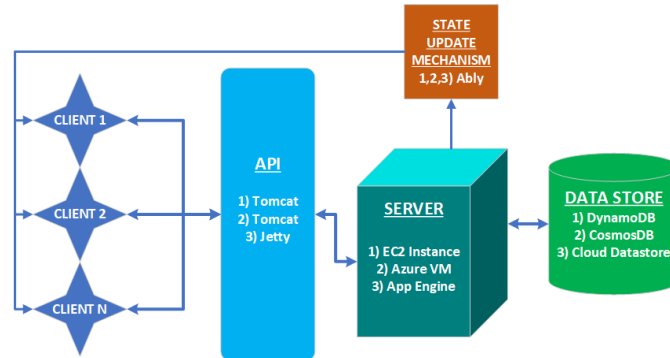 STATE
UPDATE
MECHANISM
1,2,3) Ably
CLIENT 1
CLIENT 2
CLIENT N
API
1) Tomcat
2) Tomcat
3) Jetty
SERVER
1) EC2 Instance
2) Azure VM
3) App Engine
DATA STORE
1) DynamoDB
2) CosmosDB
3) Cloud Datastore